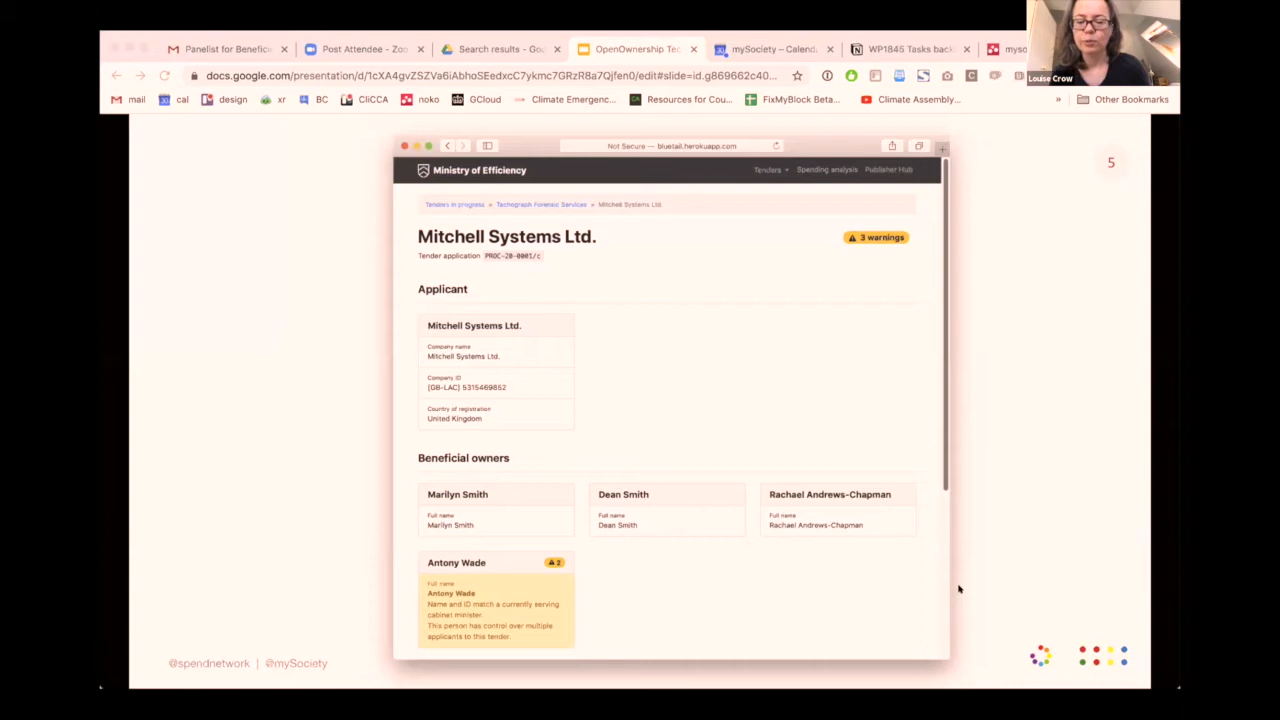 Panelist for Benefici
Post Attendee - Zoo
Search results - Goo
OpenOwnership Tec
mySociety – Calend
WP1845 Tasks back
myso
docs.google.com/presentation/d/1cXA4gvZSZVa6iAbhoSEedxcC7ykmc7GRzR8a7Qjfen0/edit#slide=id.g869662c40...
Louise Crow
mail
cal
design
xr
BC
CliCCA
noko
GCloud
Climate Emergenc...
Resources for Cou...
FixMyBlock Beta...
Climate Assembly...
»
Other Bookmarks
Not Secure — bluetail.herokuapp.com
5
Ministry of Efficiency
Tenders
Spending analysis
Publisher Hub
Tenders in progress » Tachograph Forensic Services » Mitchell Systems Ltd.
Mitchell Systems Ltd.
3 warnings
Tender application PROC-20-0001/c
Applicant
Mitchell Systems Ltd.
Company name
Mitchell Systems Ltd.
Company ID
[GB-LAC] 5315469852
Country of registration
United Kingdom
Beneficial owners
Marilyn Smith
Full name
Marilyn Smith
Dean Smith
Full name
Dean Smith
Rachael Andrews-Chapman
Full name
Rachael Andrews-Chapman
Antony Wade
2
Full name
Antony Wade
Name and ID match a currently serving
cabinet minister.
This person has control over multiple
applicants to this tender.
@spendnetwork | @mySociety